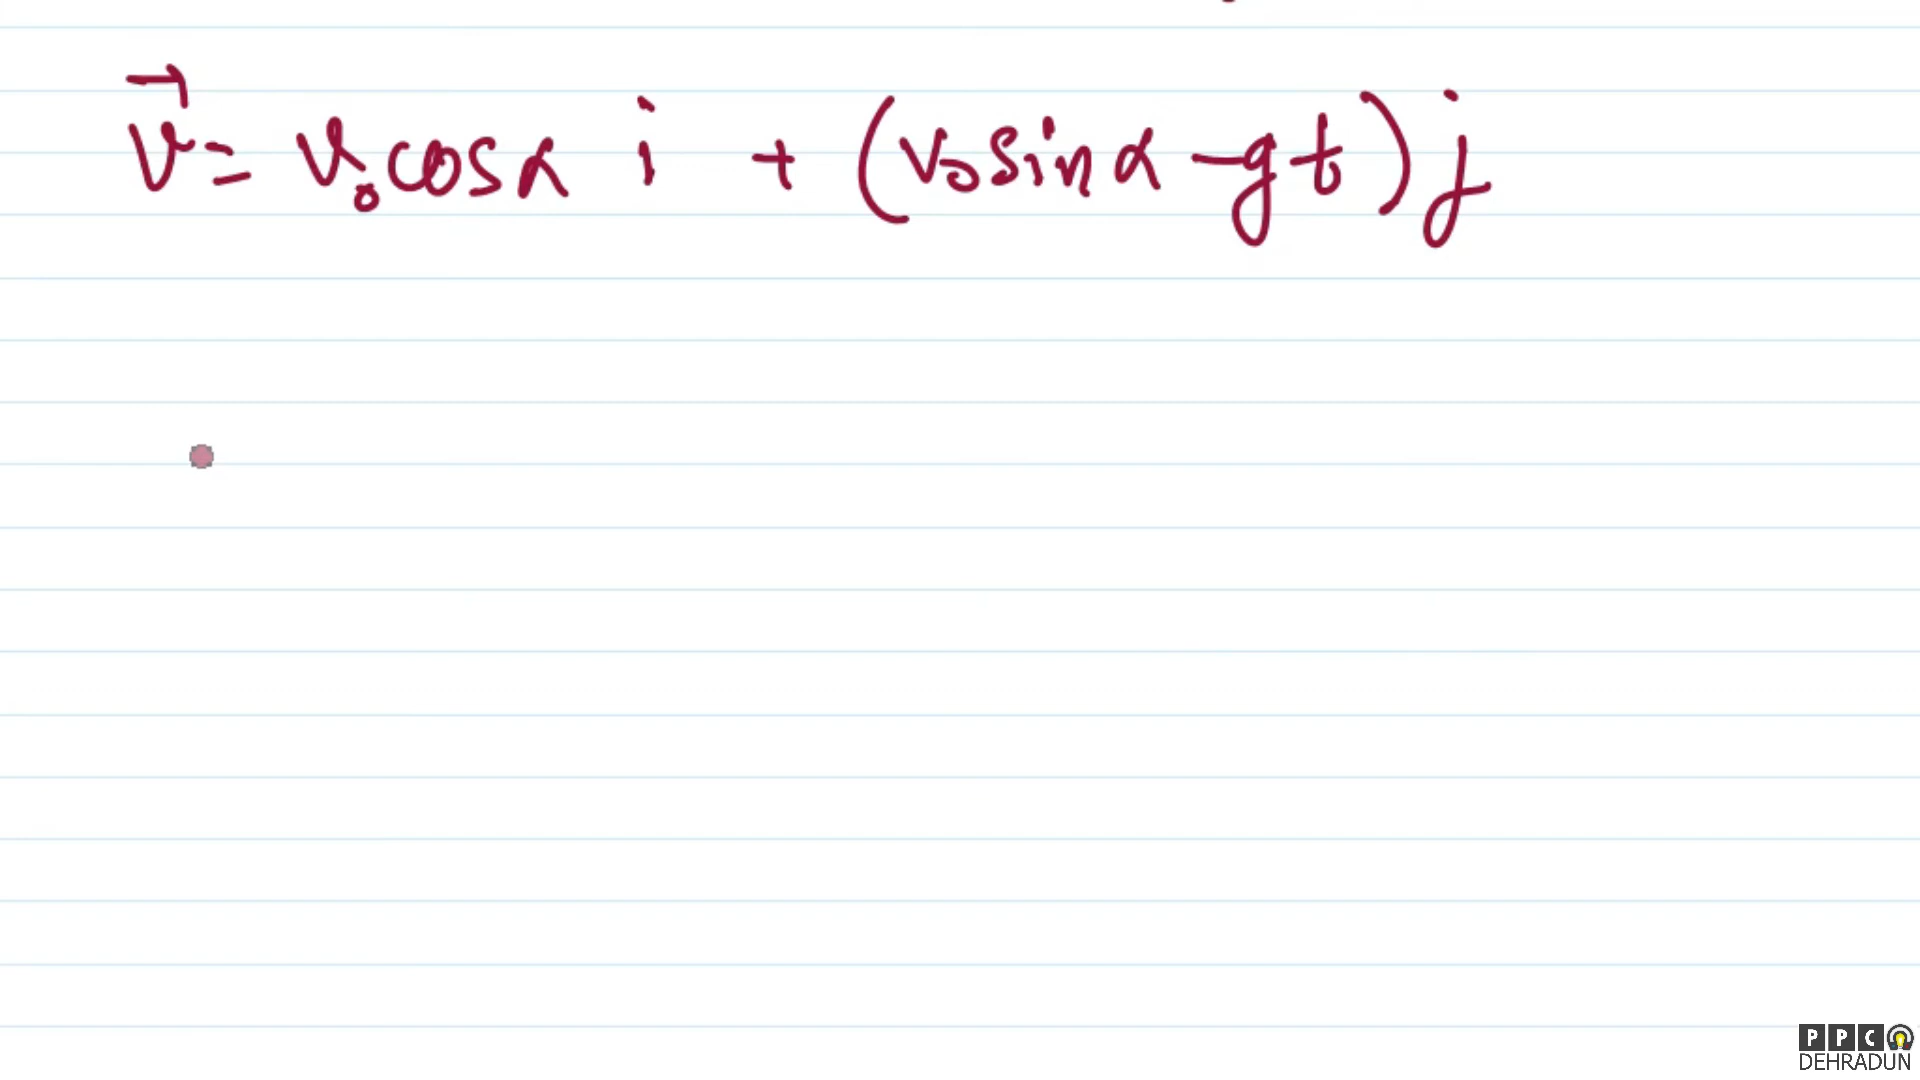 v⃗ = v₀cosα i + (v₀sinα - gt)j
PPC
DEHRADUN